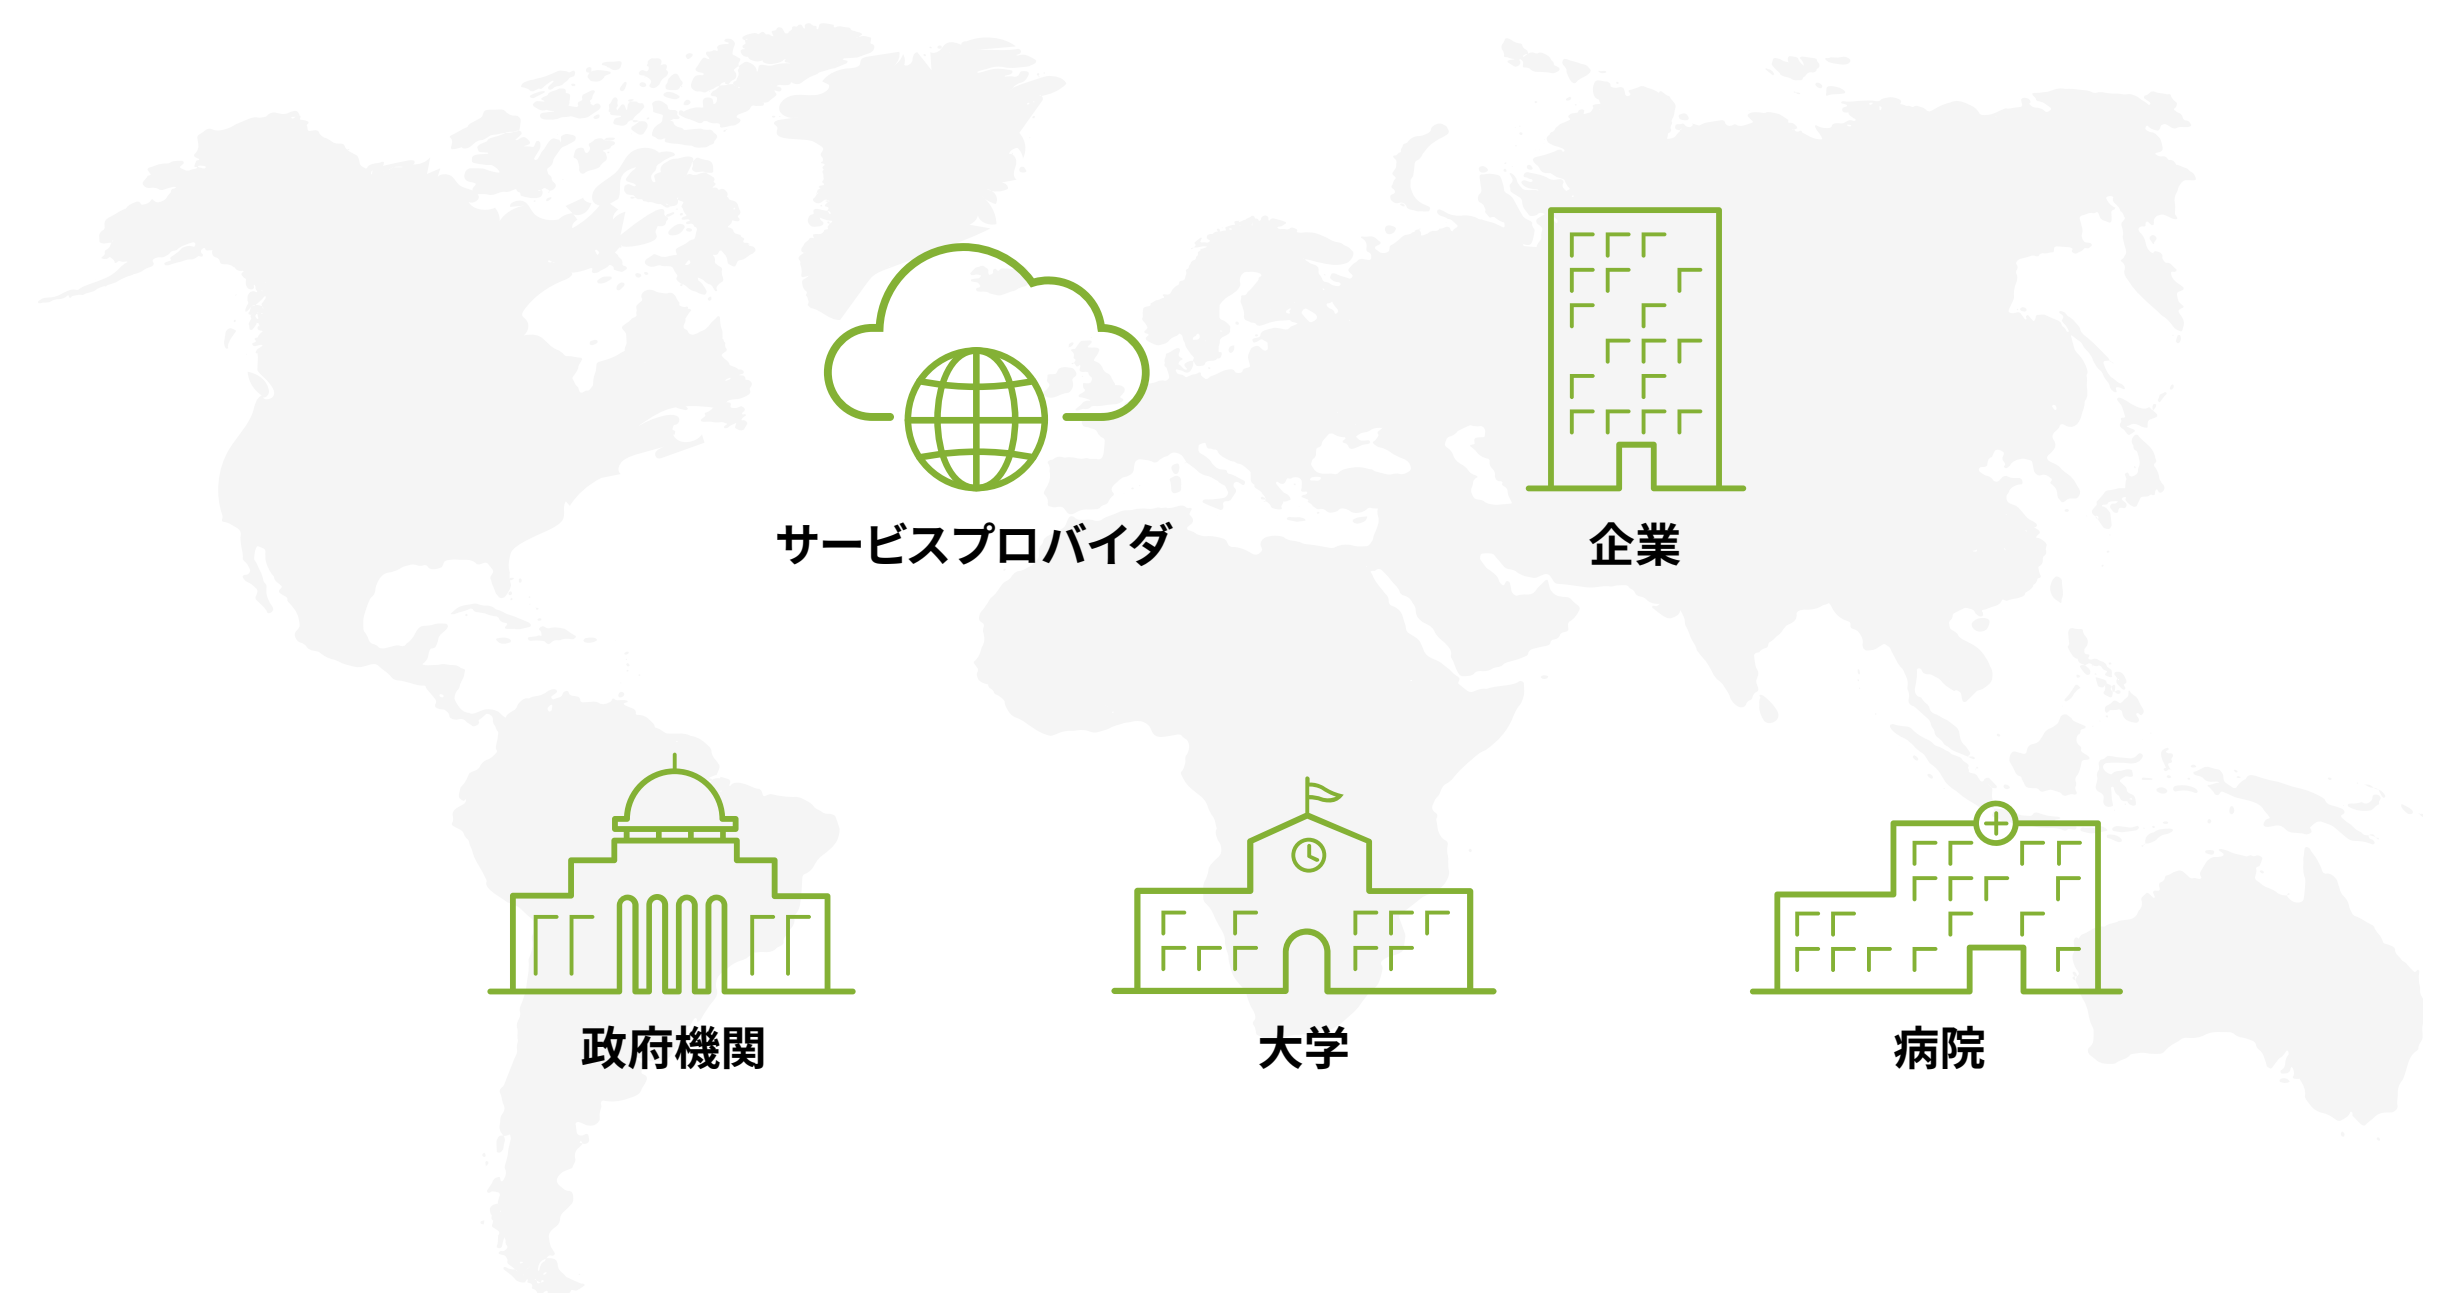 サービスプロバイダ
企業
政府機関
大学
病院